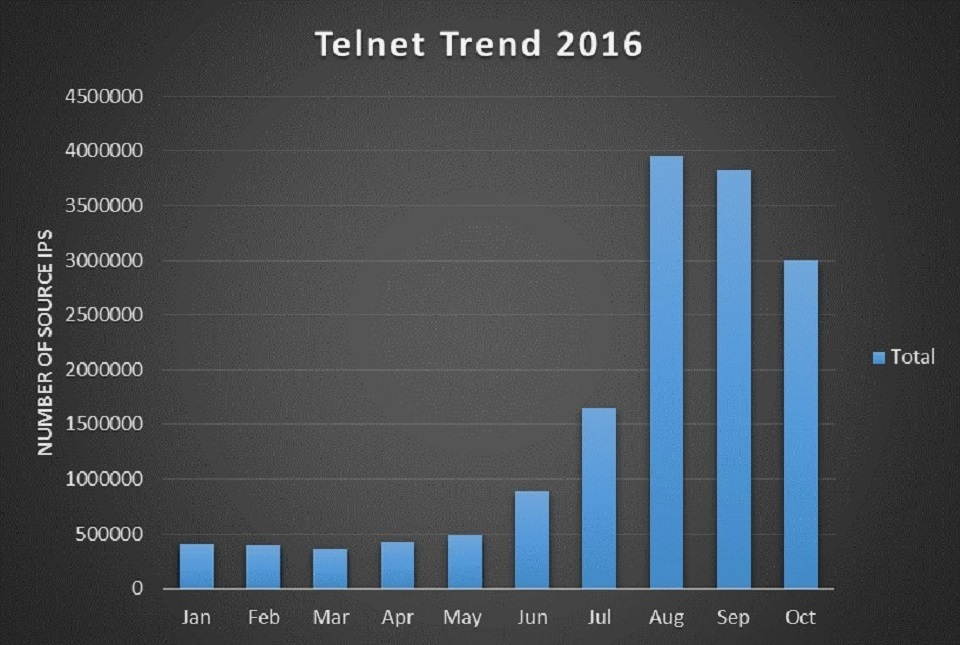 Telnet Trend 2016
NUMBER OF SOURCE IPS
4500000
4000000
3500000
3000000
2500000
2000000
1500000
1000000
500000
0
Jan Feb Mar Apr May Jun Jul Aug Sep Oct
Total